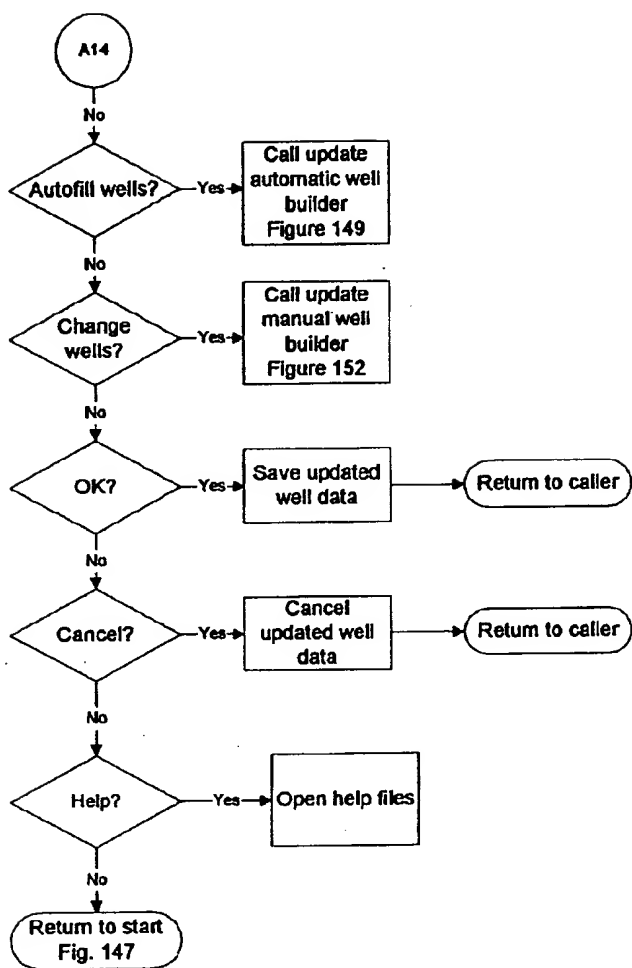 A14
No
Autofill wells?
Yes
Call update
automatic well
builder
Figure 149
No
Change
wells?
Yes
Call update
manual well
builder
Figure 152
No
OK?
Yes
Save updated
well data
Return to caller
No
Cancel?
Yes
Cancel
updated well
data
Return to caller
No
Help?
Yes
Open help files
No
Return to start
Fig. 147